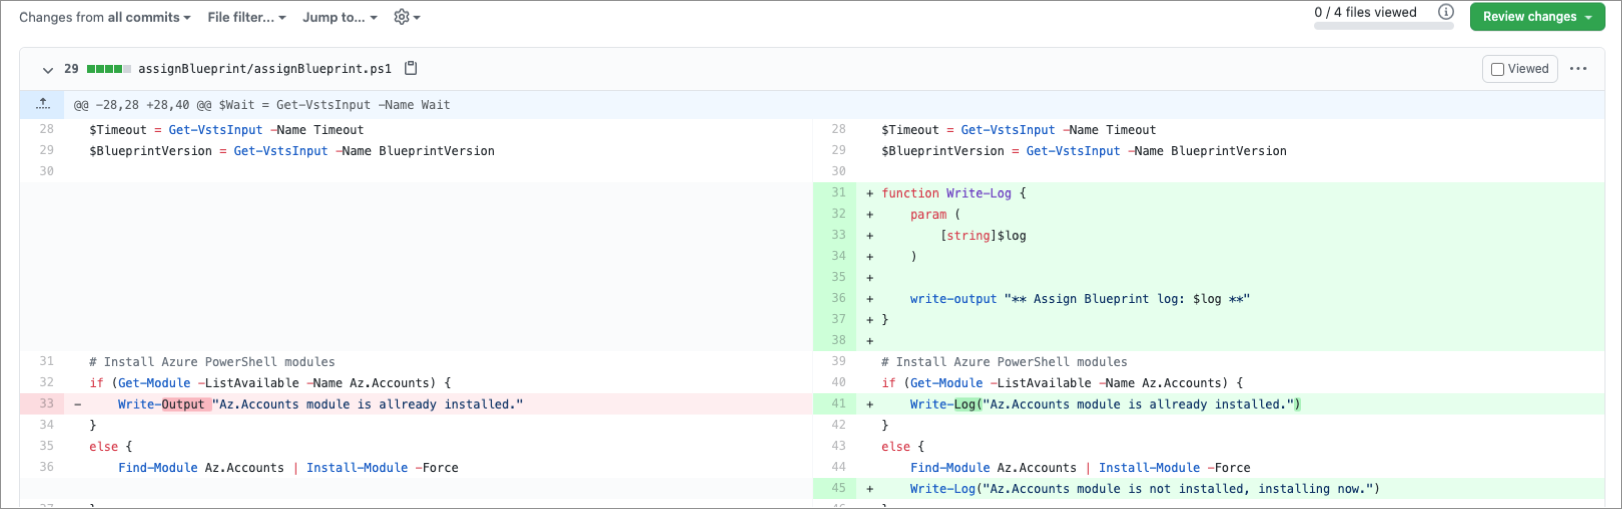 Changes from all commits File filter... Jump to... 0 / 4 files viewed Review changes
29 assignBlueprint/assignBlueprint.ps1 Viewed ...
@@ -28,28 +28,40 @@ $Wait = Get-VstsInput -Name Wait
28 $Timeout = Get-VstsInput -Name Timeout
29 $BlueprintVersion = Get-VstsInput -Name BlueprintVersion
30
31 # Install Azure PowerShell modules
32 if (Get-Module -ListAvailable -Name Az.Accounts) {
33 - Write-Output "Az.Accounts module is allready installed."
34 }
35 else {
36 Find-Module Az.Accounts | Install-Module -Force
28 $Timeout = Get-VstsInput -Name Timeout
29 $BlueprintVersion = Get-VstsInput -Name BlueprintVersion
30
31 + function Write-Log {
32 + param (
33 + [string]$log
34 + )
35 +
36 + write-output "** Assign Blueprint log: $log **"
37 + }
38 +
39 # Install Azure PowerShell modules
40 if (Get-Module -ListAvailable -Name Az.Accounts) {
41 + Write-Log("Az.Accounts module is allready installed.")
42 }
43 else {
44 Find-Module Az.Accounts | Install-Module -Force
45 + Write-Log("Az.Accounts module is not installed, installing now.")